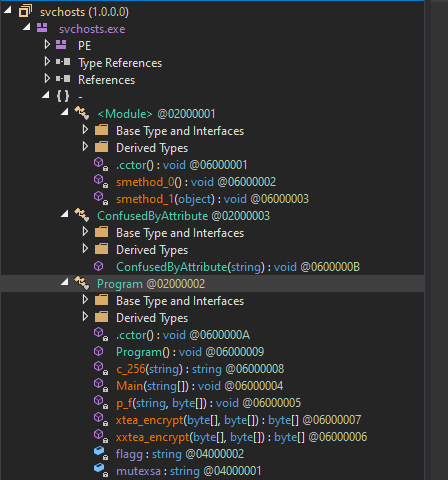 svchosts (1.0.0.0)
svchosts.exe
PE
Type References
References
{ } -
<Module> @02000001
Base Type and Interfaces
Derived Types
.cctor() : void @06000001
smethod_0() : void @06000002
smethod_1(object) : void @06000003
ConfusedByAttribute @02000003
Base Type and Interfaces
Derived Types
ConfusedByAttribute(string) : void @0600000B
Program @02000002
Base Type and Interfaces
Derived Types
.cctor() : void @0600000A
Program() : void @06000009
c_256(string) : string @06000008
Main(string[]) : void @06000004
p_f(string, byte[]) : void @06000005
xtea_encrypt(byte[], byte[]) : byte[] @06000007
xxtea_encrypt(byte[], byte[]) : byte[] @06000006
flagg : string @04000002
mutexsa : string @04000001